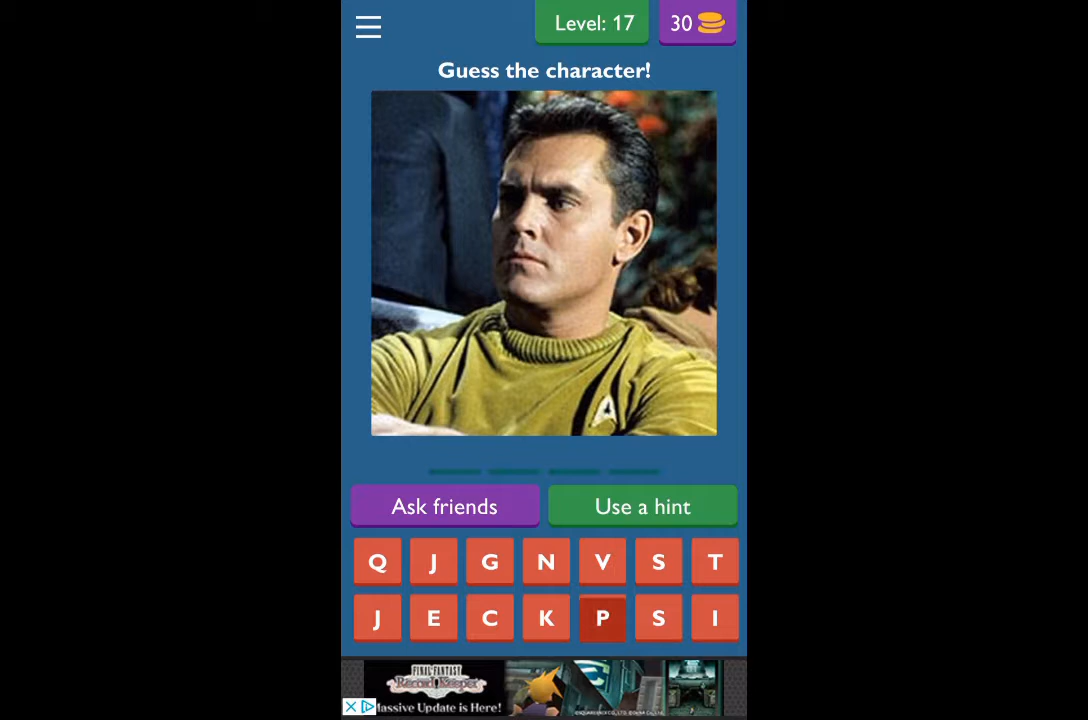 Level: 17
30
Guess the character!
Ask friends
Use a hint
Q J G N V S T
J E C K P S I
FINAL FANTASY
Record Keeper
Massive Update is Here!